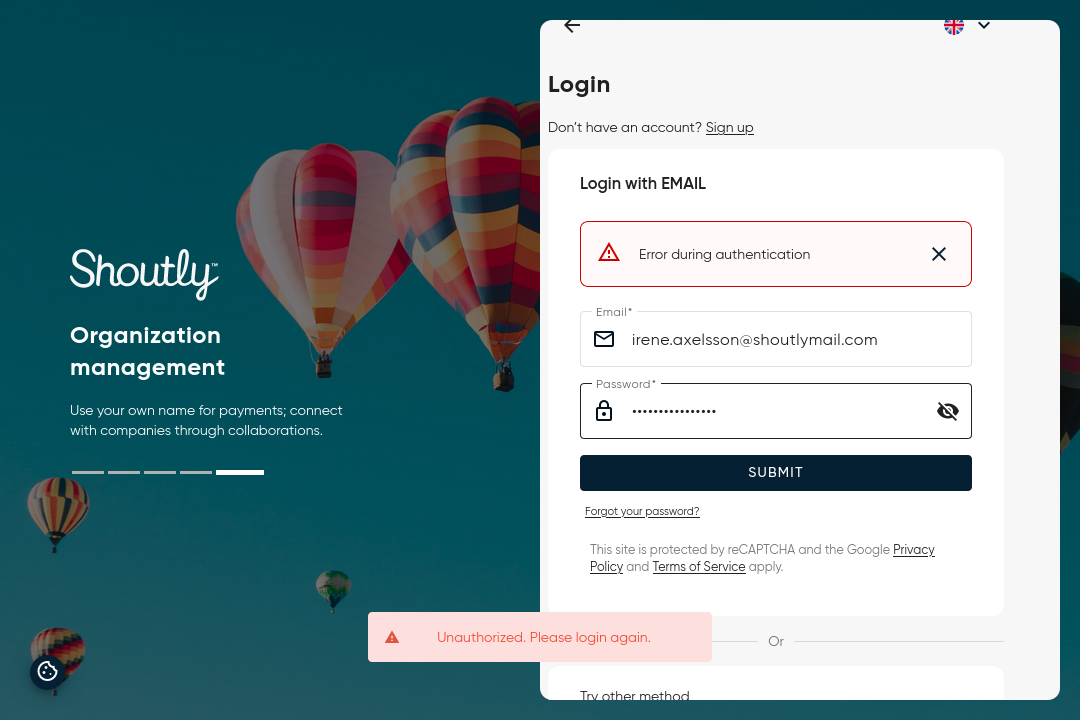 Shoutly™
Organization
management
Use your own name for payments; connect
with companies through collaborations.
Login
Don’t have an account? Sign up
Login with EMAIL
Error during authentication
Email*
irene.axelsson@shoutlymail.com
Password*
••••••••••••••••
SUBMIT
Forgot your password?
This site is protected by reCAPTCHA and the Google Privacy
Policy and Terms of Service apply.
Unauthorized. Please login again.
Or
Try other method